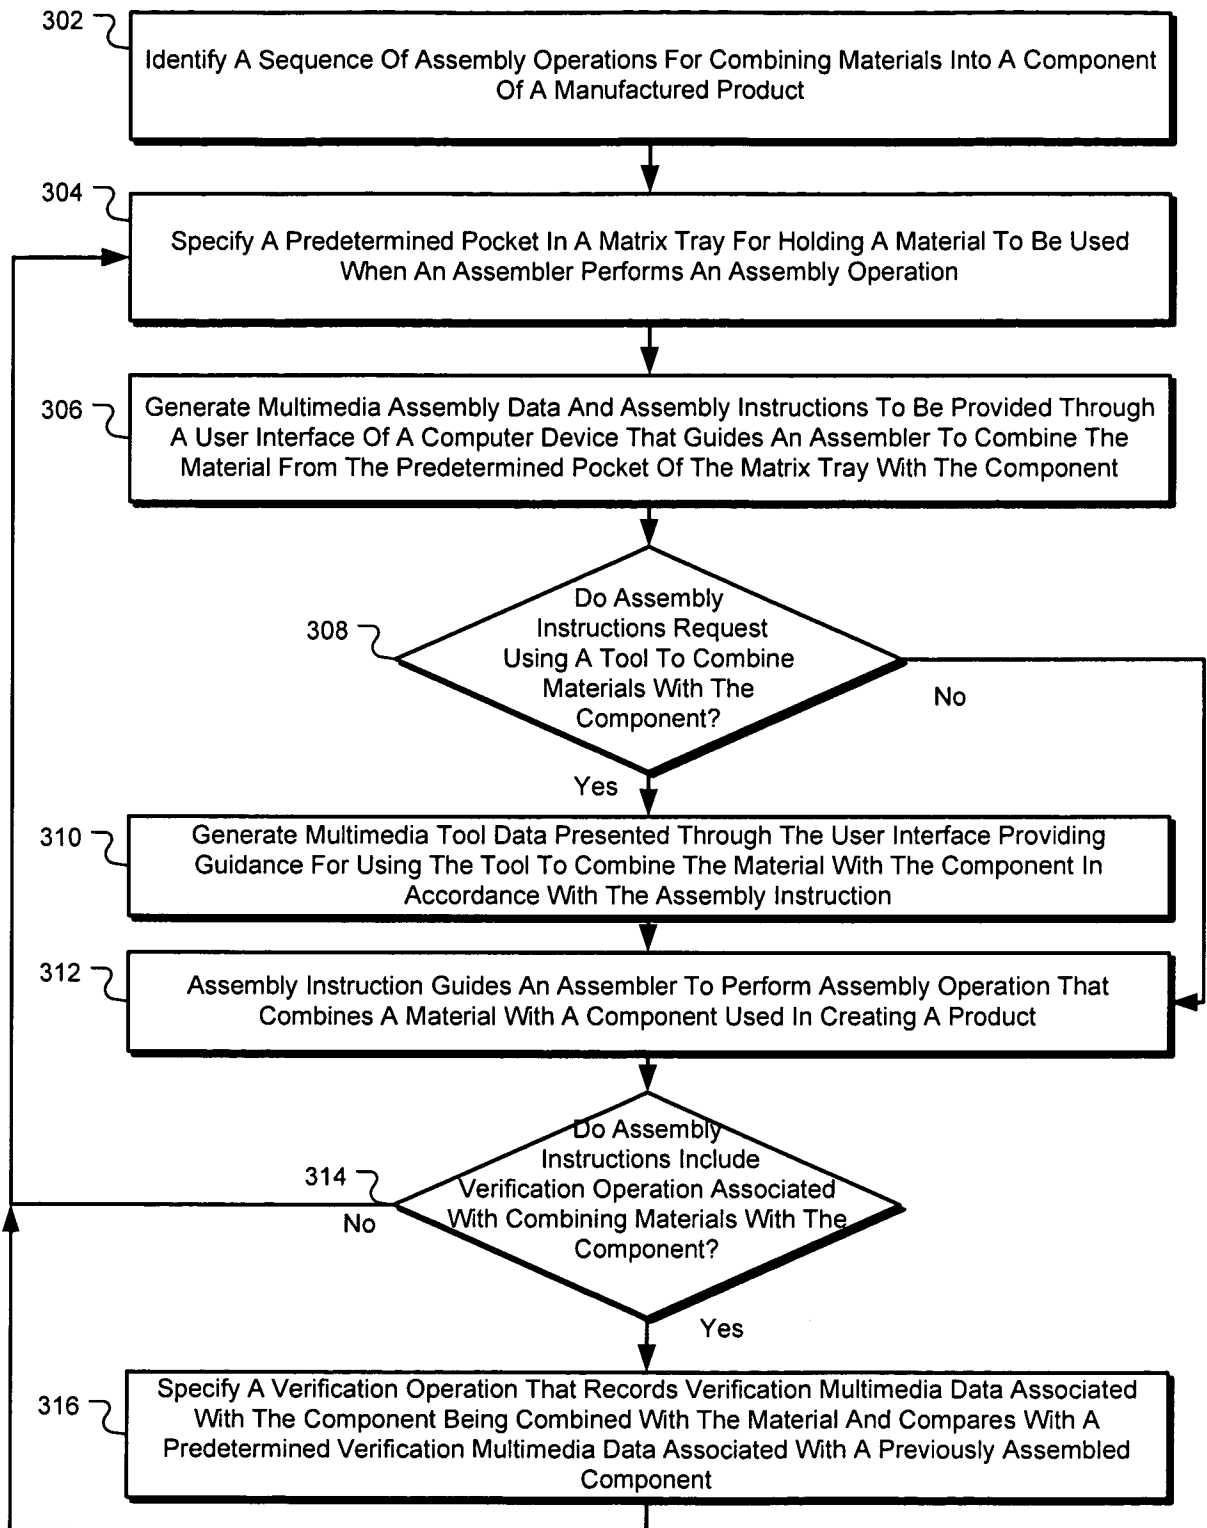 302
Identify A Sequence Of Assembly Operations For Combining Materials Into A Component
Of A Manufactured Product
304
Specify A Predetermined Pocket In A Matrix Tray For Holding A Material To Be Used
When An Assembler Performs An Assembly Operation
306
Generate Multimedia Assembly Data And Assembly Instructions To Be Provided Through
A User Interface Of A Computer Device That Guides An Assembler To Combine The
Material From The Predetermined Pocket Of The Matrix Tray With The Component
308
Do Assembly
Instructions Request
Using A Tool To Combine
Materials With The
Component?
No
Yes
310
Generate Multimedia Tool Data Presented Through The User Interface Providing
Guidance For Using The Tool To Combine The Material With The Component In
Accordance With The Assembly Instruction
312
Assembly Instruction Guides An Assembler To Perform Assembly Operation That
Combines A Material With A Component Used In Creating A Product
314
Do Assembly
Instructions Include
Verification Operation Associated
With Combining Materials With The
Component?
No
Yes
316
Specify A Verification Operation That Records Verification Multimedia Data Associated
With The Component Being Combined With The Material And Compares With A
Predetermined Verification Multimedia Data Associated With A Previously Assembled
Component